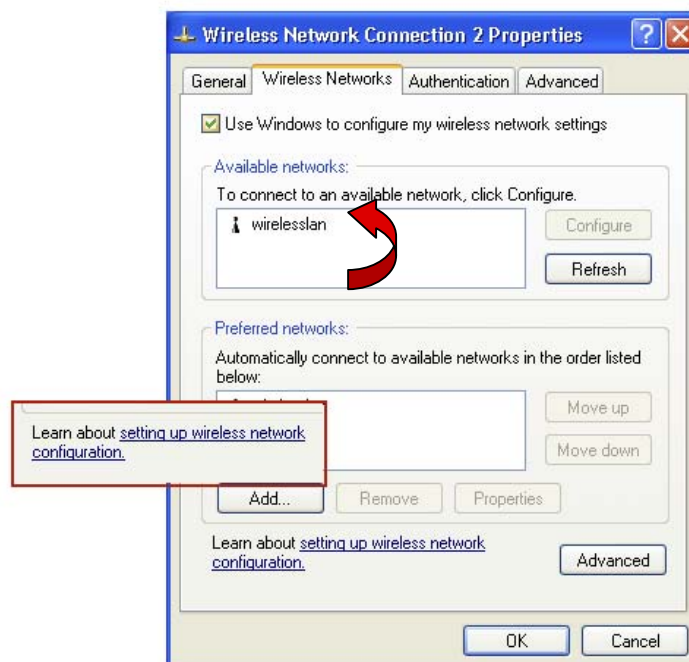 Wireless Network Connection 2 Properties
General Wireless Networks Authentication Advanced
Use Windows to configure my wireless network settings
Available networks:
To connect to an available network, click Configure.
wirelesslan
Configure
Refresh
Preferred networks:
Automatically connect to available networks in the order listed
below:
Move up
Move down
Learn about setting up wireless network
configuration.
Add... Remove Properties
Learn about setting up wireless network
configuration.
Advanced
OK Cancel